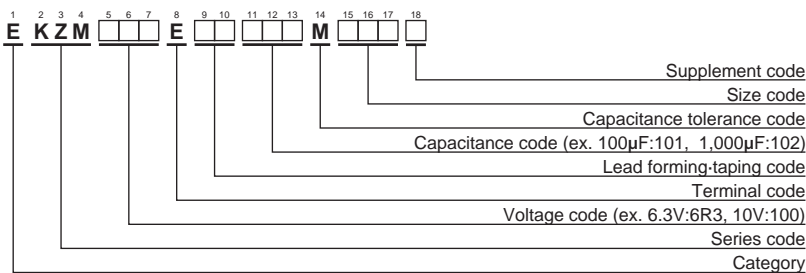 1 2 3 4 5 6 7 8 9 10 11 12 13 14 15 16 17 18
E KZM □□□ E □□ □□□ M □□□ □
Supplement code
Size code
Capacitance tolerance code
Capacitance code (ex. 100µF:101, 1,000µF:102)
Lead forming·taping code
Terminal code
Voltage code (ex. 6.3V:6R3, 10V:100)
Series code
Category